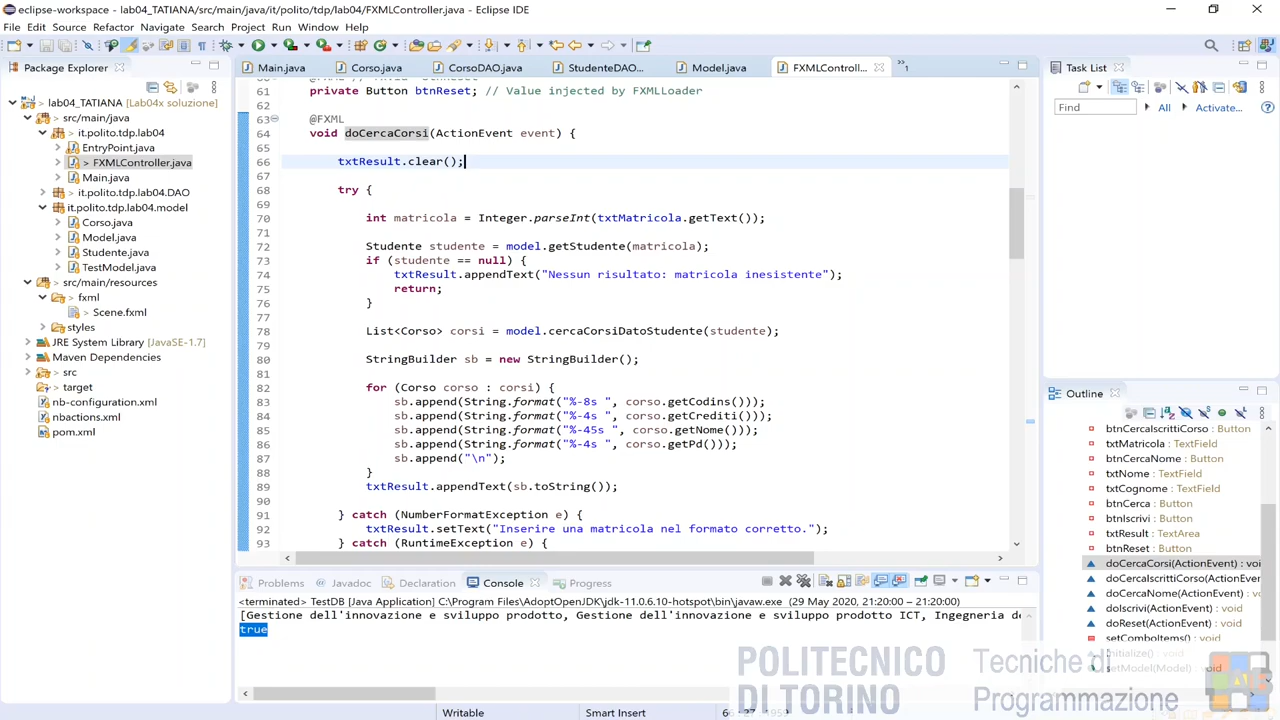 eclipse-workspace - lab04_TATIANA/src/main/java/it/polito/tdp/lab04/FXMLController.java - Eclipse IDE
File Edit Source Refactor Navigate Search Project Run Window Help
Package Explorer
Main.java Corso.java CorsoDAO.java StudenteDAO... Model.java FXMLControll... »1
Task List
lab04_TATIANA [Lab04x soluzione]
src/main/java
it.polito.tdp.lab04
EntryPoint.java
> FXMLController.java
Main.java
> it.polito.tdp.lab04.DAO
it.polito.tdp.lab04.model
Corso.java
Model.java
Studente.java
TestModel.java
> src/main/resources
> fxml
> Scene.fxml
styles
JRE System Library [JavaSE-1.7]
Maven Dependencies
> src
target
nb-configuration.xml
nbactions.xml
pom.xml
61 private Button btnReset; // Value injected by FXMLLoader
62
63 @FXML
64 void doCercaCorsi(ActionEvent event) {
65
66 txtResult.clear();
67
68 try {
69
70 int matricola = Integer.parseInt(txtMatricola.getText());
71
72 Studente studente = model.getStudente(matricola);
73 if (studente == null) {
74 txtResult.appendText("Nessun risultato: matricola inesistente");
75 return;
76 }
77
78 List<Corso> corsi = model.cercaCorsiDatoStudente(studente);
79
80 StringBuilder sb = new StringBuilder();
81
82 for (Corso corso : corsi) {
83 sb.append(String.format("%-8s ", corso.getCodins()));
84 sb.append(String.format("%-4s ", corso.getCrediti()));
85 sb.append(String.format("%-45s ", corso.getNome()));
86 sb.append(String.format("%-4s ", corso.getPd()));
87 sb.append("\n");
88 }
89 txtResult.appendText(sb.toString());
90
91 } catch (NumberFormatException e) {
92 txtResult.setText("Inserire una matricola nel formato corretto.");
93 } catch (RuntimeException e) {
Find All Activate...
Outline
btnCercaIscrittiCorso : Button
txtMatricola : TextField
btnCercaNome : Button
txtNome : TextField
txtCognome : TextField
btnCerca : Button
btnIscrivi : Button
txtResult : TextArea
btnReset : Button
doCercaCorsi(ActionEvent) : voi
doCercaIscrittiCorso(ActionEven
doCercaNome(ActionEvent) : vo
doIscrivi(ActionEvent) : void
doReset(ActionEvent) : void
setComboItems() : void
initialize() : void
setModel(Model) : void
Problems Javadoc Declaration Console Progress
<terminated> TestDB [Java Application] C:\Program Files\AdoptOpenJDK\jdk-11.0.6.10-hotspot\bin\javaw.exe (29 May 2020, 21:20:00 – 21:20:00)
[Gestione dell'innovazione e sviluppo prodotto, Gestione dell'innovazione e sviluppo prodotto ICT, Ingegneria de
true
POLITECNICO
DI TORINO
Tecniche di
Programmazione
Writable Smart Insert 66 : 27 : 1959